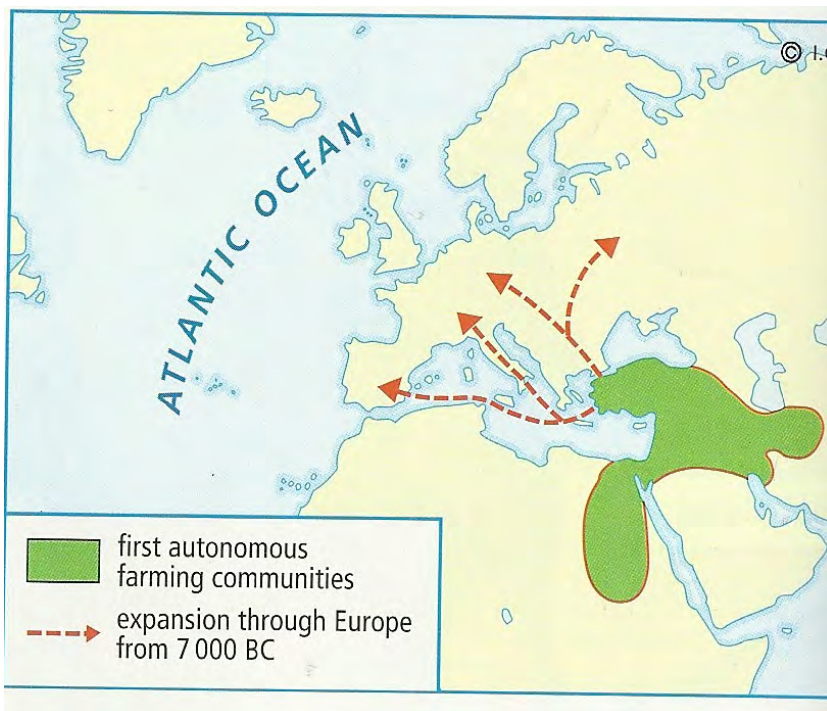 ©
ATLANTIC OCEAN
first autonomous
farming communities
expansion through Europe
from 7 000 BC